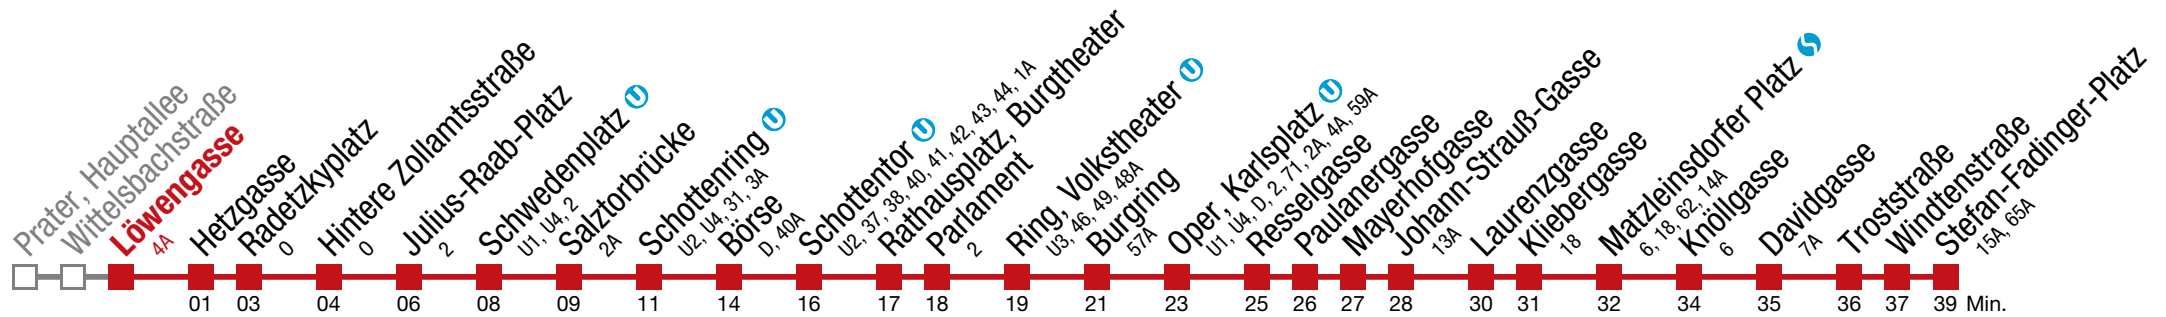 Prater, Hauptallee
Wittelsbachstraße
Löwengasse
4A
Hetzgasse
Radetzkyplatz
O
Hintere Zollamtsstraße
O
Julius-Raab-Platz
2
Schwedenplatz U
U1, U4, 2
Salztorbrücke
2A
Schottenring U
U2, U4, 31, 3A
Börse
D, 40A
Schottentor U
U2, 37, 38, 40, 41, 42, 43, 44, 1A
Rathausplatz, Burgtheater
Parlament
2
Ring, Volkstheater U
U3, 46, 49, 48A
Burgring
57A
Oper, Karlsplatz U
U1, U4, D, 2, 71, 2A, 4A, 59A
Resselgasse
Paulanergasse
Mayerhofgasse
Johann-Strauß-Gasse
13A
Laurenzgasse
Kliebergasse
18
Matzleinsdorfer Platz S
6, 18, 62, 14A
Knöllgasse
6
Davidgasse
7A
Troststraße
Windtenstraße
Stefan-Fadinger-Platz
15A, 65A
01 03 04 06 08 09 11 14 16 17 18 19 21 23 25 26 27 28 30 31 32 34 35 36 37 39 Min.